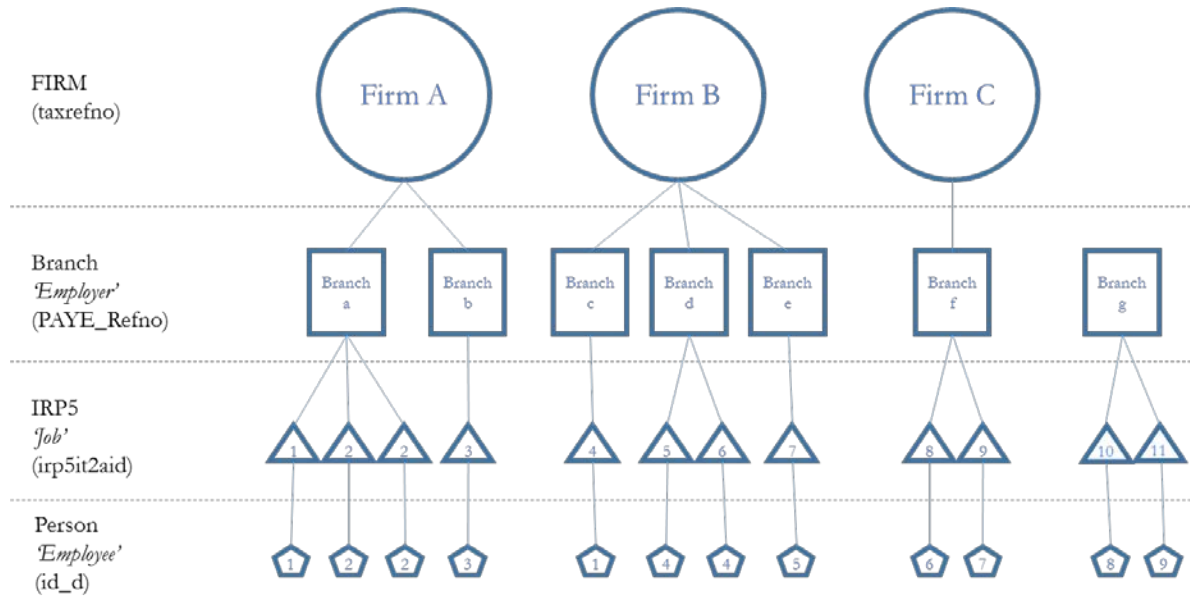 FIRM
(taxrefno)
Firm A
Firm B
Firm C
Branch
'Employer'
(PAYE_Refno)
Branch
a
Branch
b
Branch
c
Branch
d
Branch
e
Branch
f
Branch
g
IRP5
'Job'
(irp5it2aid)
1
2
2
3
4
5
6
7
8
9
10
11
Person
'Employee'
(id_d)
1
2
2
3
1
4
4
5
6
7
8
9